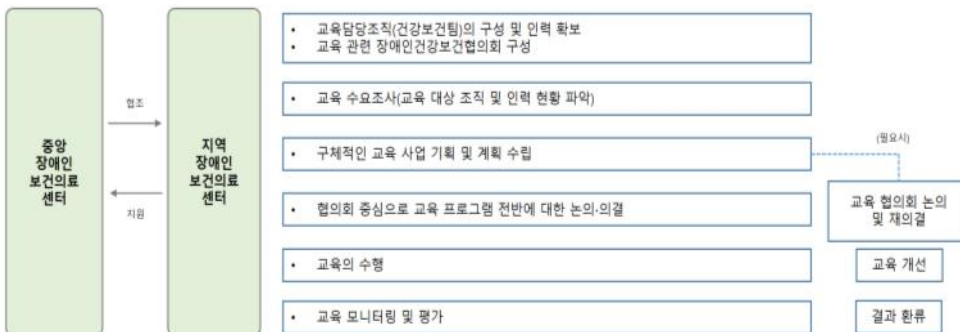 중앙
장애인
보건의료
센터
협조
지원
지역
장애인
보건의료
센터
• 교육담당조직(건강보건팀)의 구성 및 인력 확보
• 교육 관련 장애인건강보건협의회 구성
• 교육 수요조사(교육 대상 조직 및 인력 현황 파악)
• 구체적인 교육 사업 기획 및 계획 수립
• 협의회 중심으로 교육 프로그램 전반에 대한 논의·의결
• 교육의 수행
• 교육 모니터링 및 평가
(필요시)
교육 협의회 논의
및 재의결
교육 개선
결과 환류